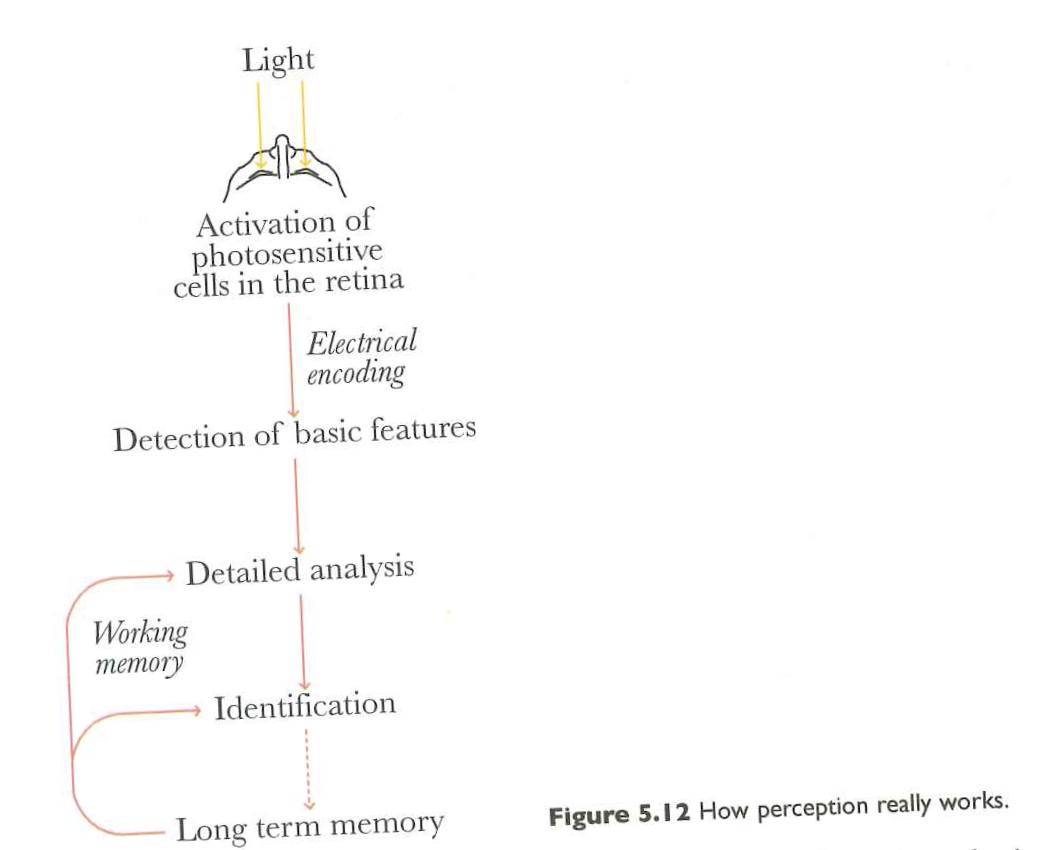 Light
Activation of
photosensitive
cells in the retina
Electrical
encoding
Detection of basic features
Detailed analysis
Working
memory
Identification
Long term memory
Figure 5.12 How perception really works.